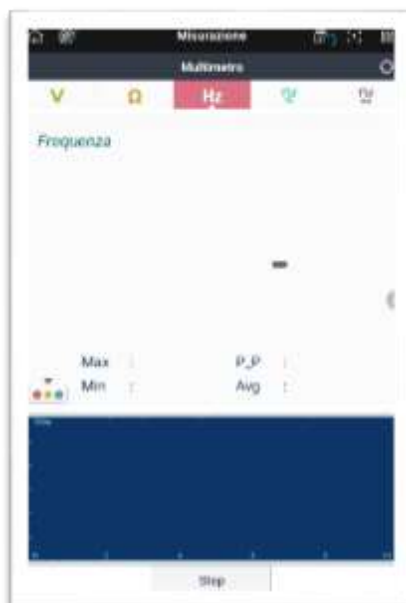 Misurazione
Multimetro
V Ω Hz
Frequenza
Max : P_P :
Min : Avg :
Stop